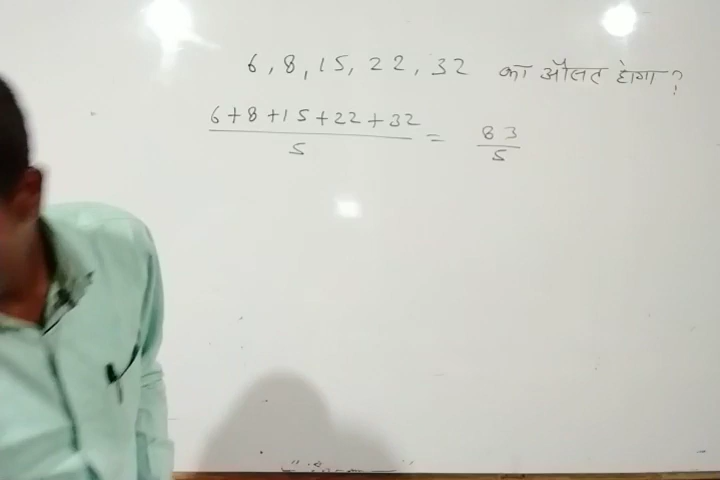 6, 8, 15, 22, 32 का औसत होगा?
6+8+15+22+32 / 5 = 83 / 5